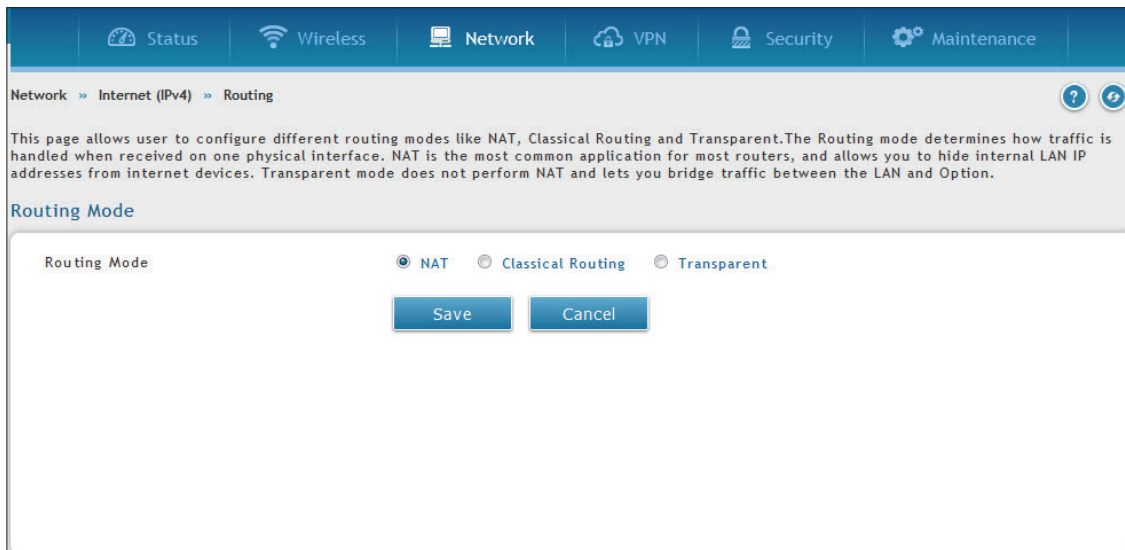 Status Wireless Network VPN Security Maintenance
Network » Internet (IPv4) » Routing ?
This page allows user to configure different routing modes like NAT, Classical Routing and Transparent.The Routing mode determines how traffic is
handled when received on one physical interface. NAT is the most common application for most routers, and allows you to hide internal LAN IP
addresses from internet devices. Transparent mode does not perform NAT and lets you bridge traffic between the LAN and Option.
Routing Mode
Routing Mode NAT Classical Routing Transparent
Save Cancel